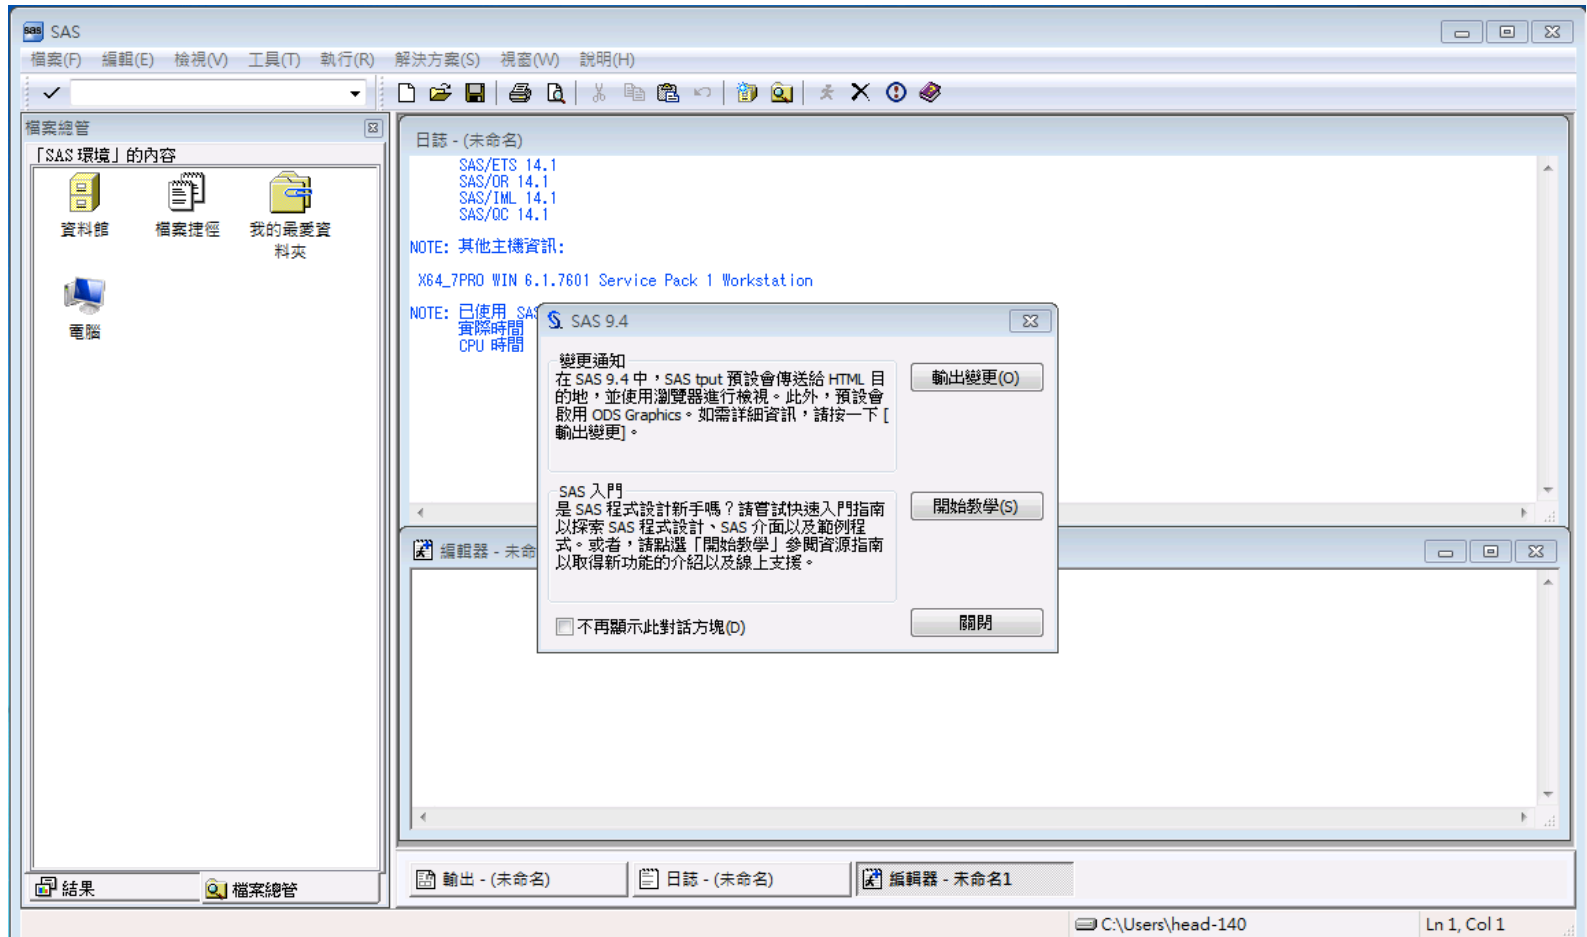 sas SAS
檔案(F) 編輯(E) 檢視(V) 工具(T) 執行(R) 解決方案(S) 視窗(W) 說明(H)
檔案總管
「SAS 環境」的內容
資料館
檔案捷徑
我的最愛資
料夾
電腦
日誌 - (未命名)
SAS/ETS 14.1
SAS/OR 14.1
SAS/IML 14.1
SAS/QC 14.1
NOTE: 其他主機資訊:
X64_7PRO WIN 6.1.7601 Service Pack 1 Workstation
NOTE: 已使用 SAS
實際時間
CPU 時間
SAS 9.4
變更通知
在 SAS 9.4 中，SAS tput 預設會傳送給 HTML 目
的地，並使用瀏覽器進行檢視。此外，預設會
啟用 ODS Graphics。如需詳細資訊，請按一下 [
輸出變更]。
輸出變更(O)
SAS 入門
是 SAS 程式設計新手嗎？請嘗試快速入門指南
以探索 SAS 程式設計、SAS 介面以及範例程
式。或者，請點選「開始教學」參閱資源指南
以取得新功能的介紹以及線上支援。
開始教學(S)
不再顯示此對話方塊(D)
關閉
編輯器 - 未命
結果
檔案總管
輸出 - (未命名)
日誌 - (未命名)
編輯器 - 未命名1
C:\Users\head-140
Ln 1, Col 1